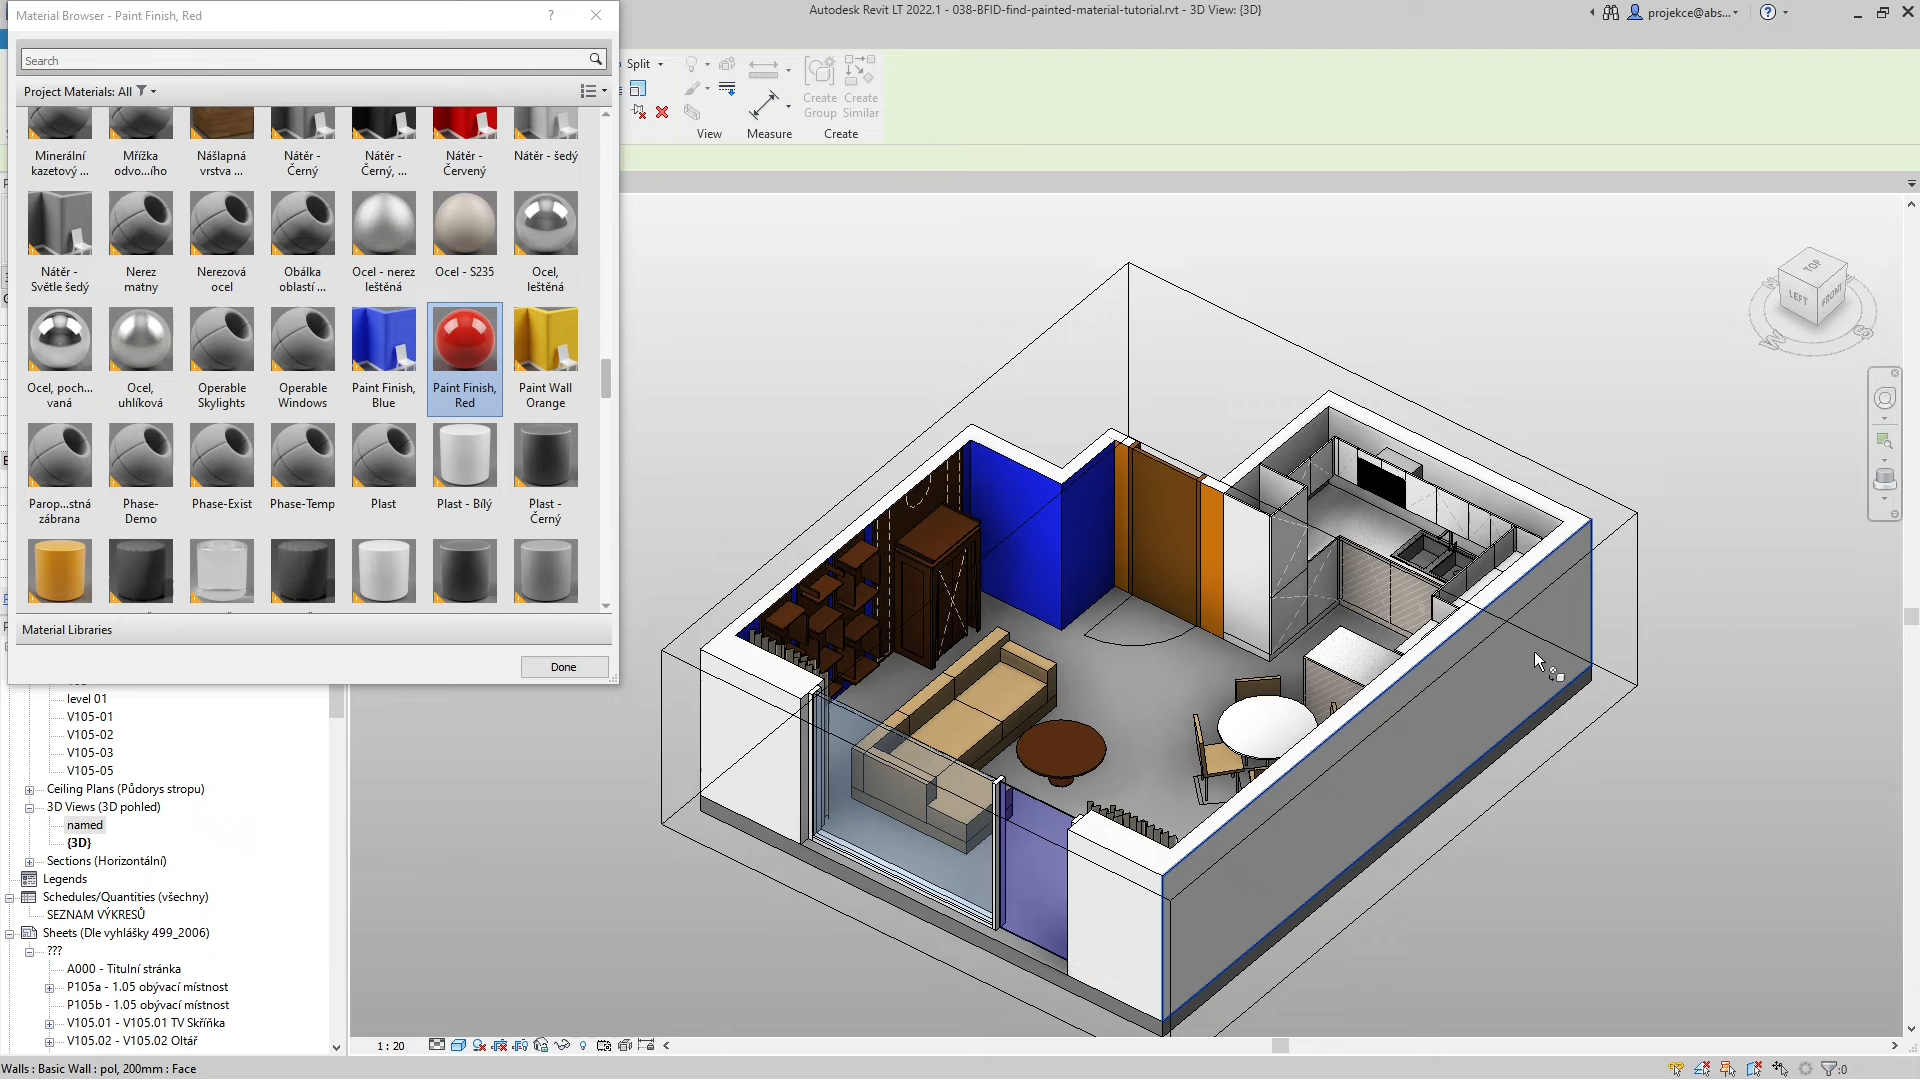 Material Browser - Paint Finish, Red
?
Autodesk Revit LT 2022.1 - 038-BFID-find-painted-material-tutorial.rvt - 3D View: {3D}
projekce@abs...
Search
Split
Project Materials: All
Create
Group
Create
Similar
View
Measure
Create
Minerální
kazetový ...
Mřížka
odvo...ího
Nášlapná
vrstva ...
Nátěr -
Černý
Nátěr -
Černý, ...
Nátěr -
Červený
Nátěr - šedý
Nátěr -
Světle šedý
Nerez
matny
Nerezová
ocel
Obálka
oblastí ...
Ocel - nerez
leštěná
Ocel - S235
Ocel,
leštěná
Ocel, poch...
vaná
Ocel,
uhlíková
Operable
Skylights
Operable
Windows
Paint Finish,
Blue
Paint Finish,
Red
Paint Wall
Orange
Parop...stná
zábrana
Phase-
Demo
Phase-Exist
Phase-Temp
Plast
Plast - Bílý
Plast -
Černý
Material Libraries
Done
TOP
LEFT
FRONT
W
S
level 01
V105-01
V105-02
V105-03
V105-05
Ceiling Plans (Půdorys stropu)
3D Views (3D pohled)
named
{3D}
Sections (Horizontální)
Legends
Schedules/Quantities (všechny)
SEZNAM VÝKRESŮ
Sheets (Dle vyhlášky 499_2006)
???
A000 - Titulní stránka
P105a - 1.05 obývací místnost
P105b - 1.05 obývací místnost
V105.01 - V105.01 TV Skříňka
V105.02 - V105.02 Oltář
1 : 20
Walls : Basic Wall : pol, 200mm : Face
:0